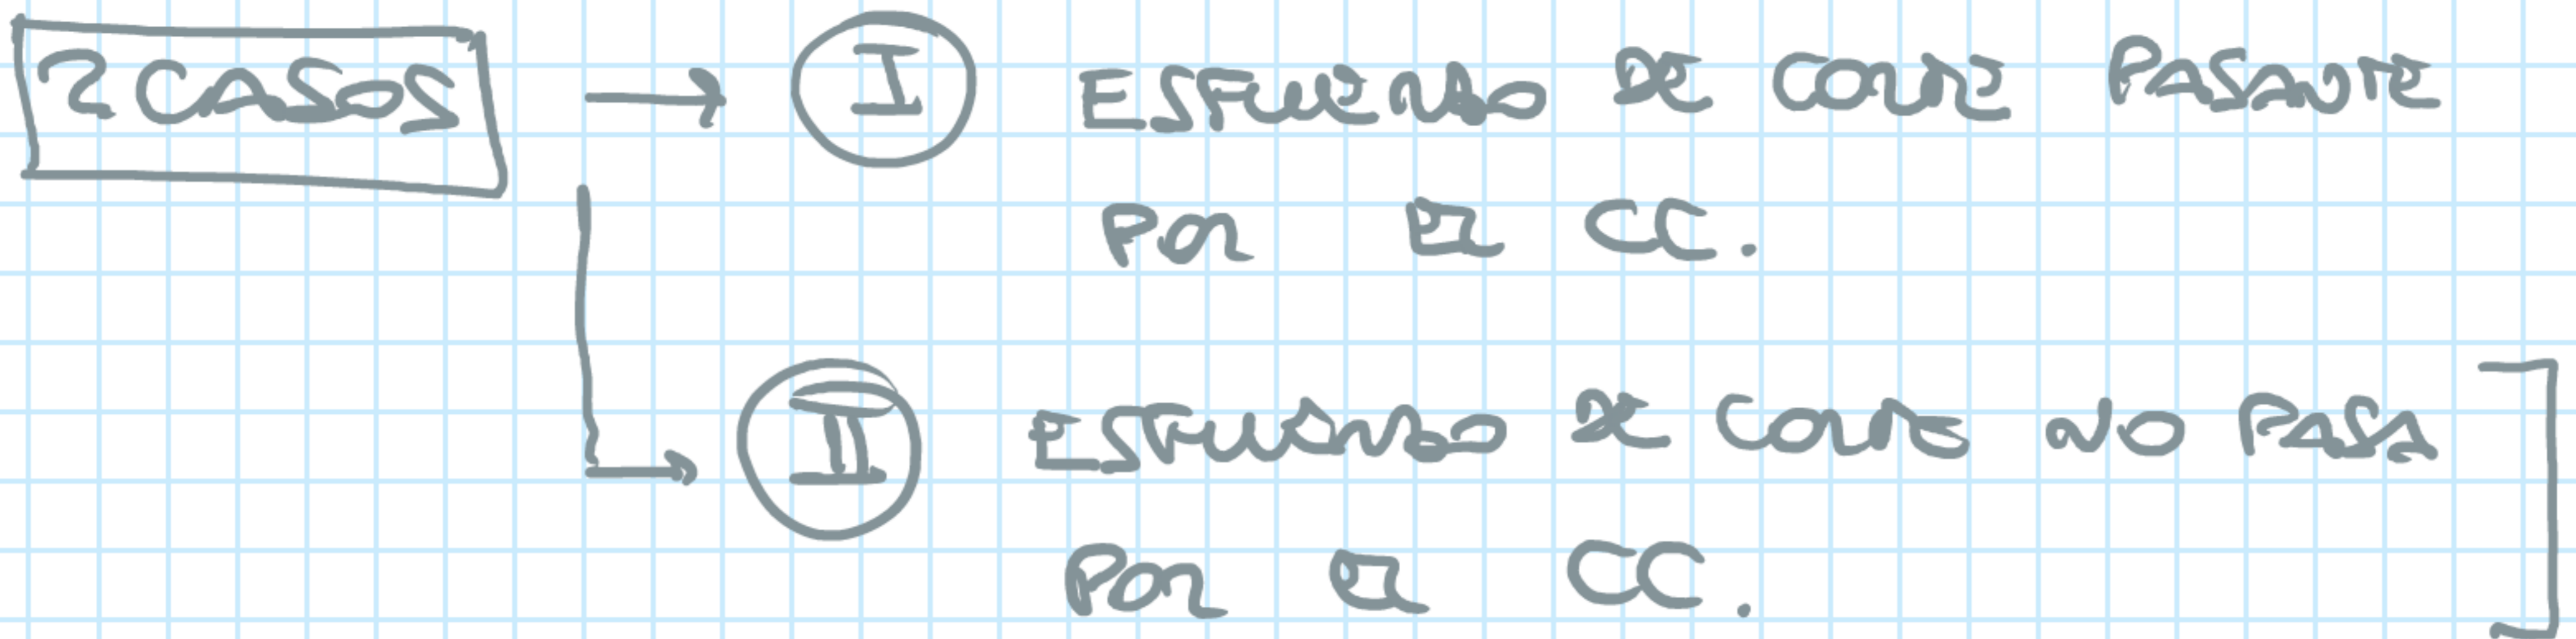 2 CASOS → I ESFUERZO DE CORTE PASANTE
POR EL CC.
II ESFUERZO DE CORTE NO PASA
POR EL CC.